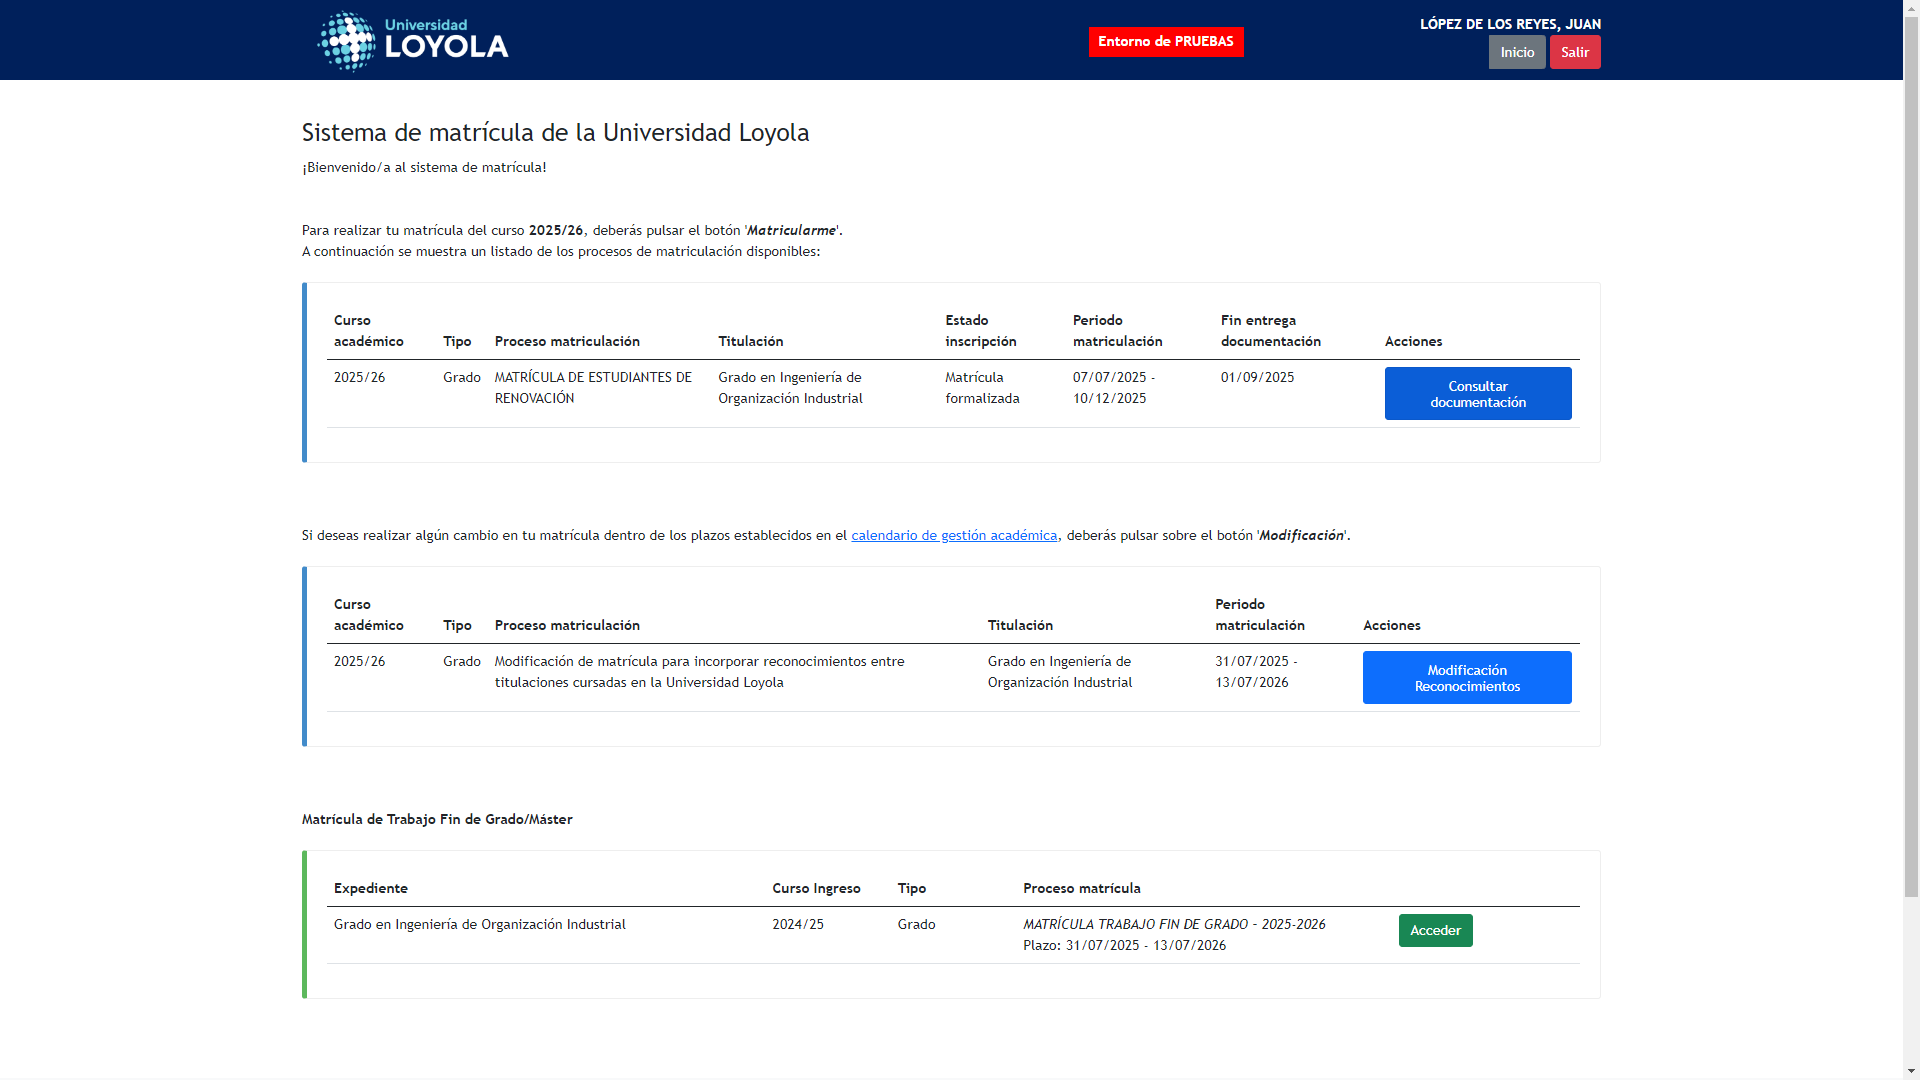 Universidad
LOYOLA
Entorno de PRUEBAS
LÓPEZ DE LOS REYES, JUAN
Inicio
Salir
Sistema de matrícula de la Universidad Loyola
¡Bienvenido/a al sistema de matrícula!
Para realizar tu matrícula del curso 2025/26, deberás pulsar el botón 'Matricularme'.
A continuación se muestra un listado de los procesos de matriculación disponibles:
Curso académico
Tipo
Proceso matriculación
Titulación
Estado inscripción
Periodo matriculación
Fin entrega documentación
Acciones
2025/26
Grado
MATRÍCULA DE ESTUDIANTES DE
RENOVACIÓN
Grado en Ingeniería de
Organización Industrial
Matrícula
formalizada
07/07/2025 -
10/12/2025
01/09/2025
Consultar
documentación
Si deseas realizar algún cambio en tu matrícula dentro de los plazos establecidos en el calendario de gestión académica, deberás pulsar sobre el botón 'Modificación'.
Curso académico
Tipo
Proceso matriculación
Titulación
Periodo matriculación
Acciones
2025/26
Grado
Modificación de matrícula para incorporar reconocimientos entre
titulaciones cursadas en la Universidad Loyola
Grado en Ingeniería de
Organización Industrial
31/07/2025 -
13/07/2026
Modificación
Reconocimientos
Matrícula de Trabajo Fin de Grado/Máster
Expediente
Curso Ingreso
Tipo
Proceso matrícula
Grado en Ingeniería de Organización Industrial
2024/25
Grado
MATRÍCULA TRABAJO FIN DE GRADO - 2025-2026
Plazo: 31/07/2025 - 13/07/2026
Acceder